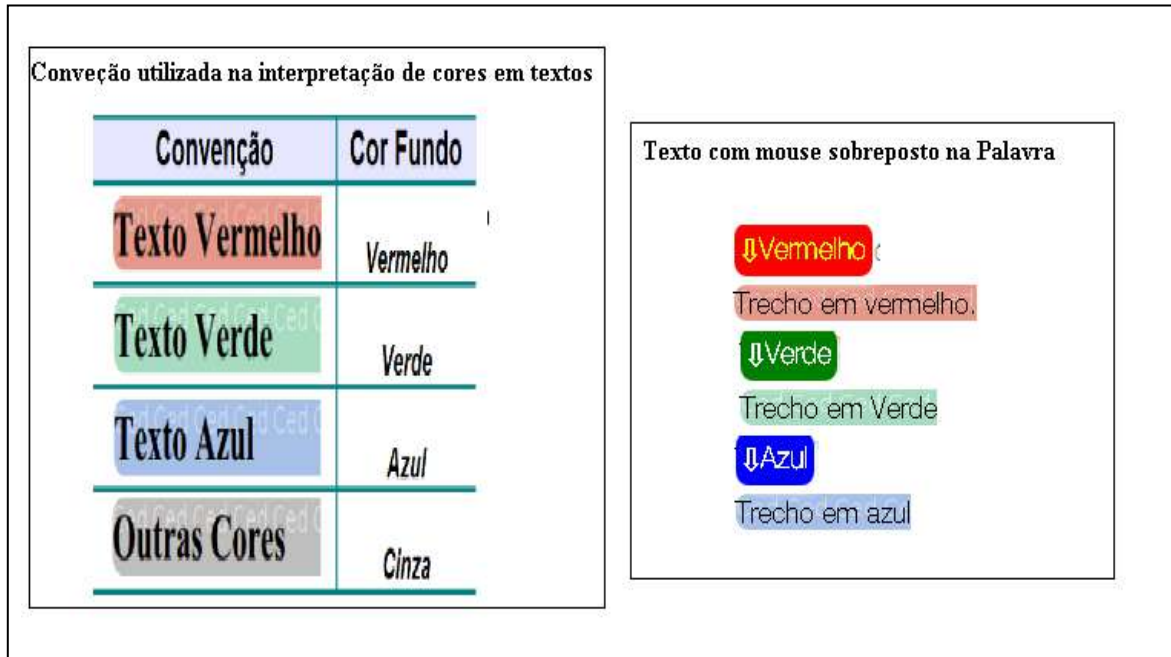 Conveção utilizada na interpretação de cores em textos
Convenção Cor Fundo
Texto Vermelho Vermelho
Texto Verde Verde
Texto Azul Azul
Outras Cores Cinza
Texto com mouse sobreposto na Palavra
⇩Vermelho
Trecho em vermelho.
⇩Verde
Trecho em Verde
⇩Azul
Trecho em azul